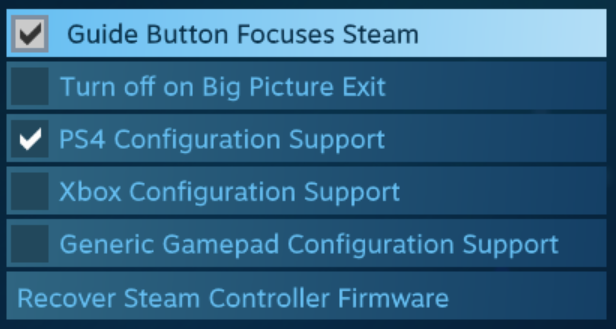 Guide Button Focuses Steam
Turn off on Big Picture Exit
PS4 Configuration Support
Xbox Configuration Support
Generic Gamepad Configuration Support
Recover Steam Controller Firmware